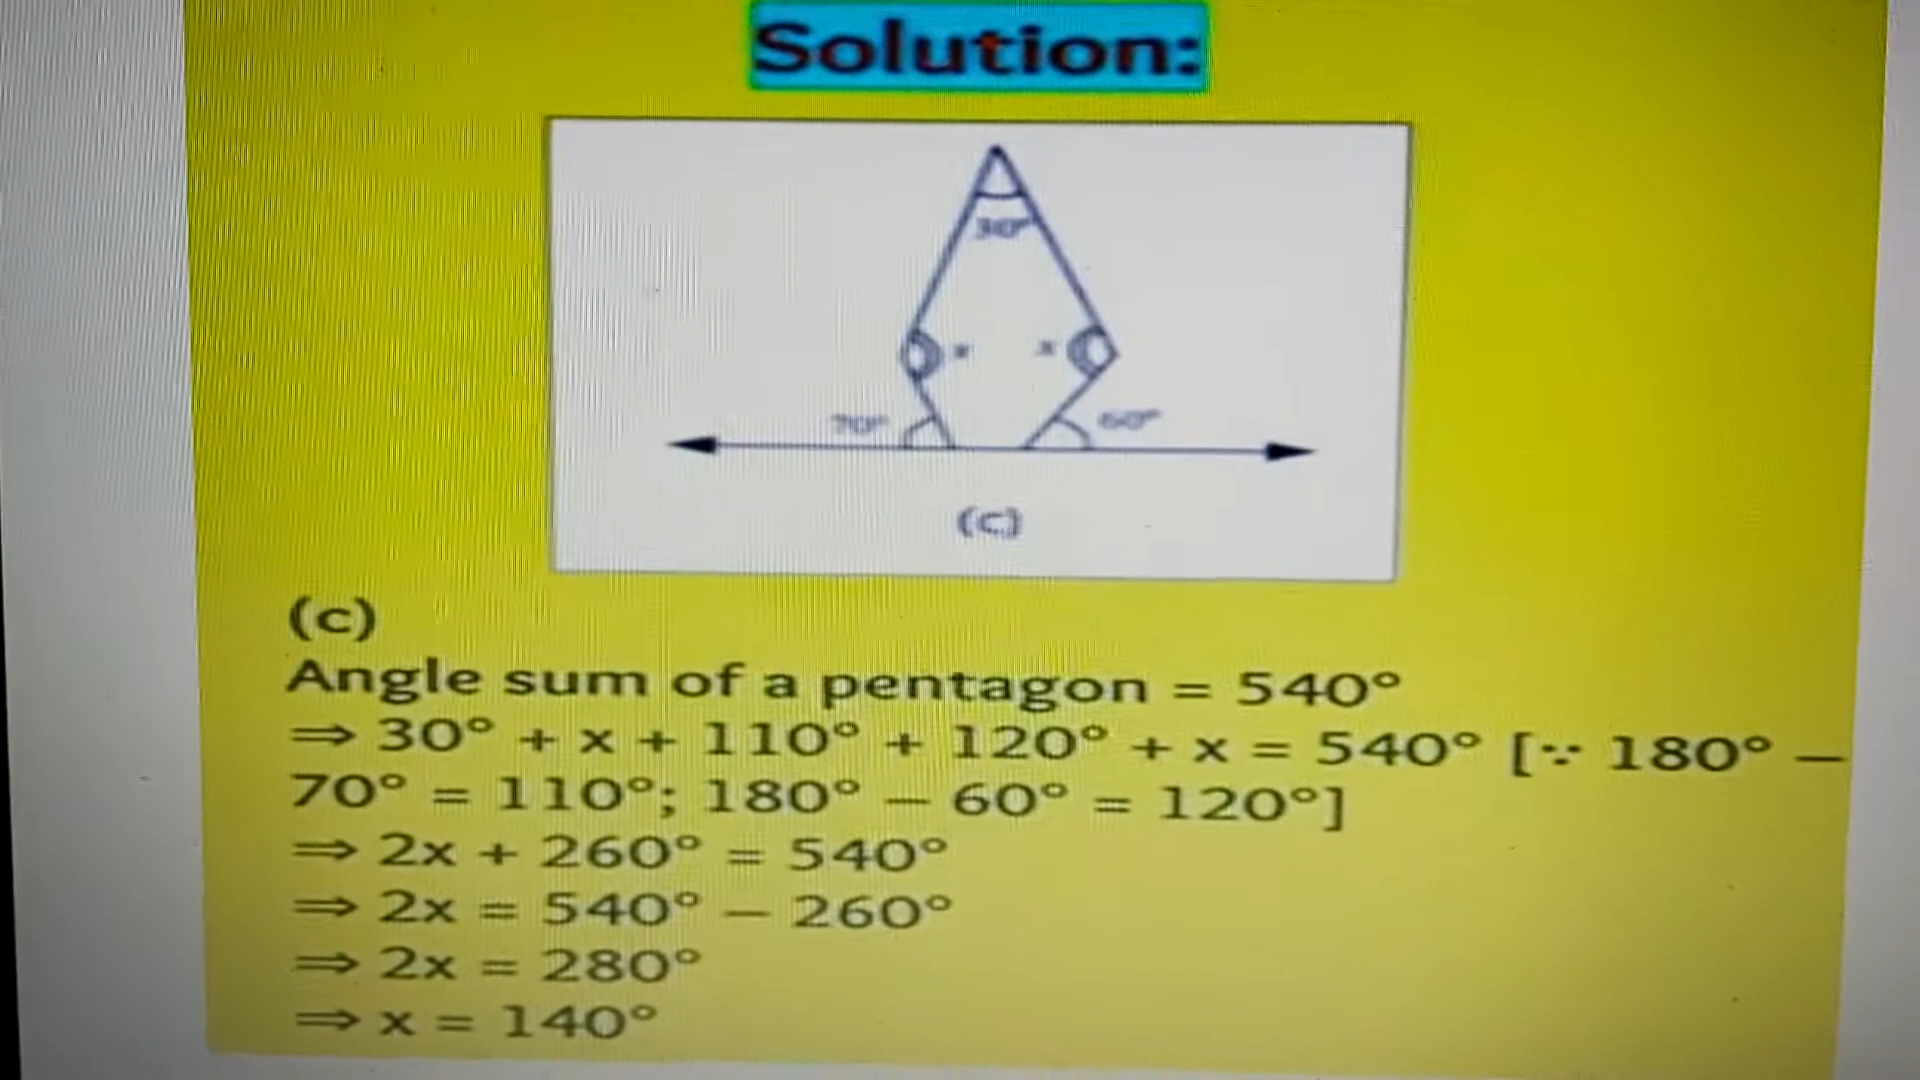 Solution:
30°
x x
70° 60°
(c)
(c)
Angle sum of a pentagon = 540°
⇒ 30° + x + 110° + 120° + x = 540° [∵ 180° –
70° = 110°; 180° – 60° = 120°]
⇒ 2x + 260° = 540°
⇒ 2x = 540° – 260°
⇒ 2x = 280°
⇒ x = 140°